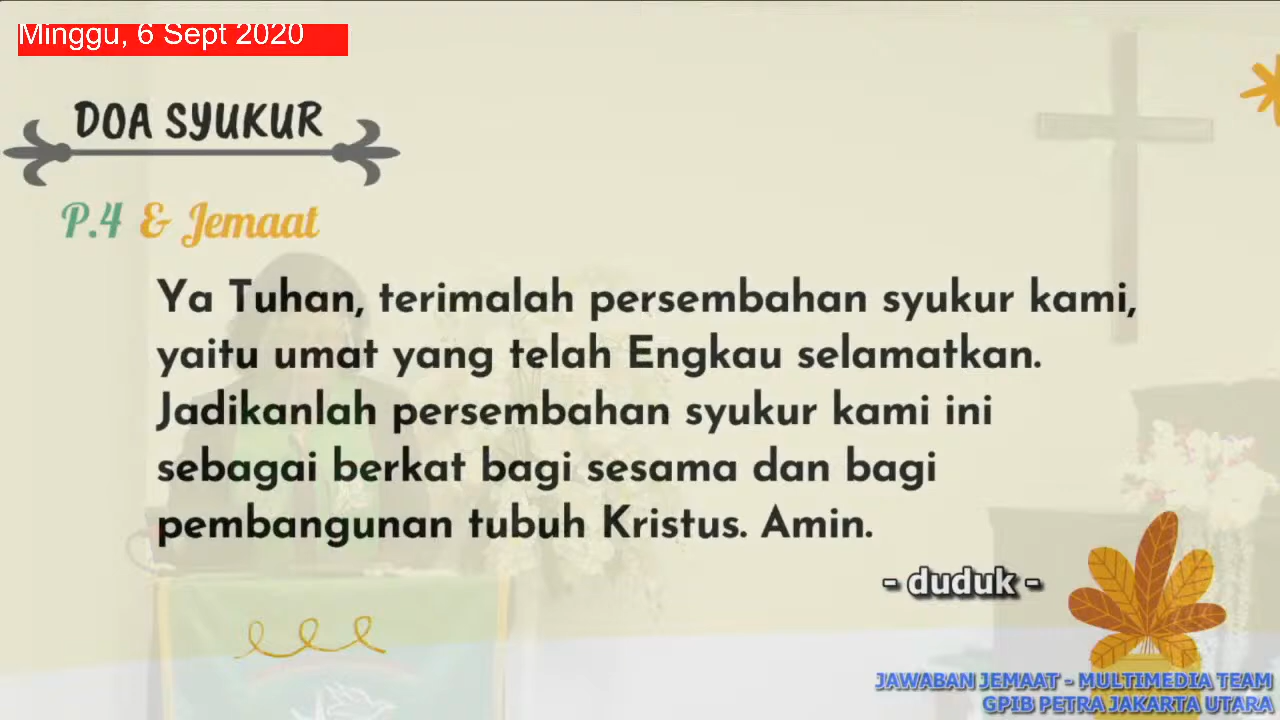 Minggu, 6 Sept 2020
DOA SYUKUR
P.4 & Jemaat
Ya Tuhan, terimalah persembahan syukur kami,
yaitu umat yang telah Engkau selamatkan.
Jadikanlah persembahan syukur kami ini
sebagai berkat bagi sesama dan bagi
pembangunan tubuh Kristus. Amin.
- duduk -
JAWABAN JEMAAT - MULTIMEDIA TEAM
GPIB PETRA JAKARTA UTARA